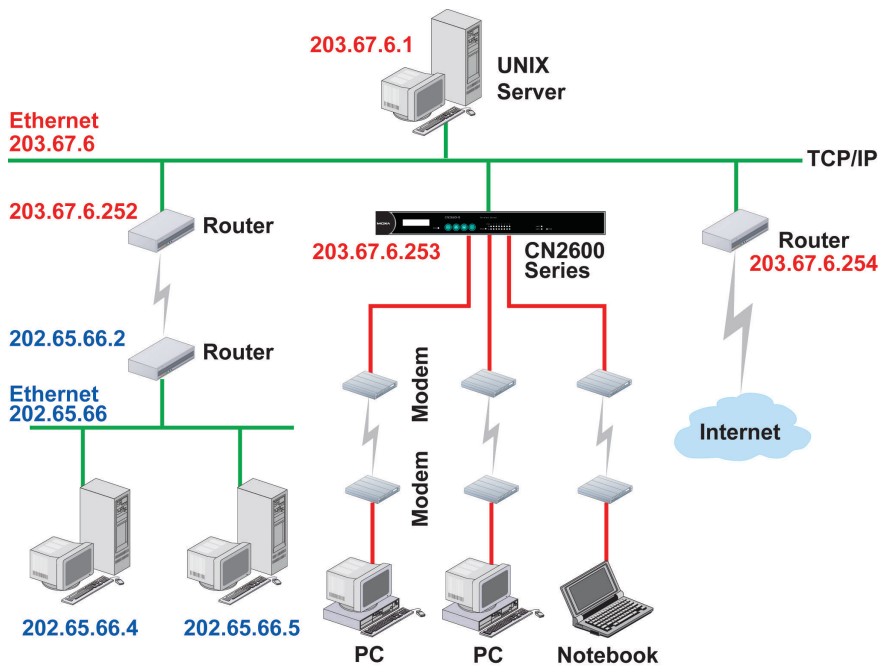 203.67.6.1
UNIX
Server
Ethernet
203.67.6
TCP/IP
203.67.6.252
Router
MOXA
203.67.6.253
CN2600
Series
Router
203.67.6.254
202.65.66.2
Router
Ethernet
202.65.66
Modem
Internet
Modem
202.65.66.4
202.65.66.5
PC
PC
Notebook